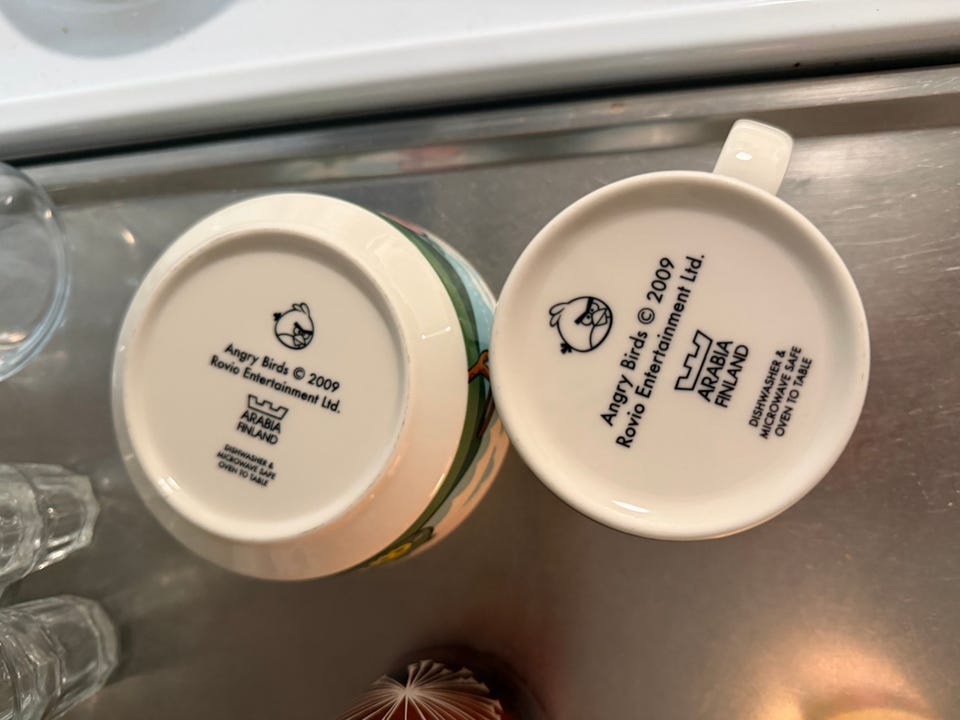 Angry Birds © 2009
Rovio Entertainment Ltd.
ARABIA
FINLAND
DISHWASHER &
MICROWAVE SAFE
OVEN TO TABLE
Angry Birds © 2009
Rovio Entertainment Ltd.
ARABIA
FINLAND
DISHWASHER &
MICROWAVE SAFE
OVEN TO TABLE